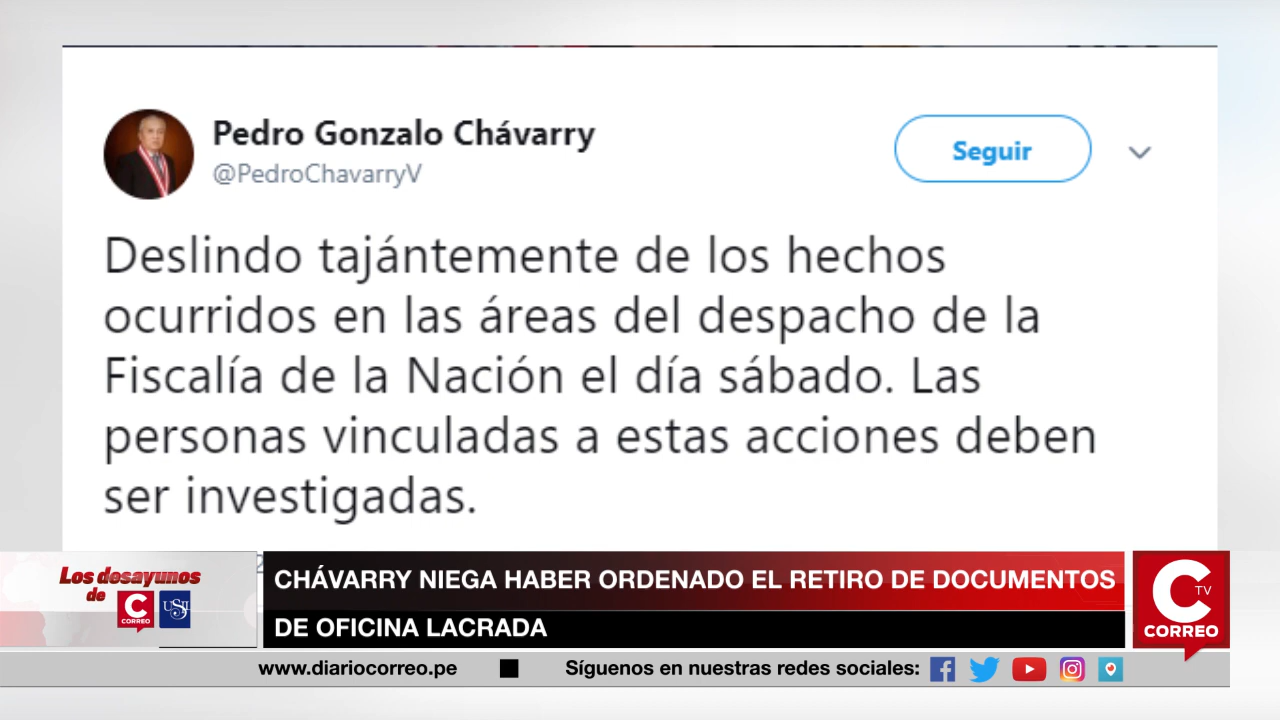 Pedro Gonzalo Chávarry
@PedroChavarryV
Seguir
Deslindo tajántemente de los hechos
ocurridos en las áreas del despacho de la
Fiscalía de la Nación el día sábado. Las
personas vinculadas a estas acciones deben
ser investigadas.
Los desayunos
de
C
CORREO
USIL
CHÁVARRY NIEGA HABER ORDENADO EL RETIRO DE DOCUMENTOS
DE OFICINA LACRADA
C
TV
CORREO
www.diariocorreo.pe
Síguenos en nuestras redes sociales: